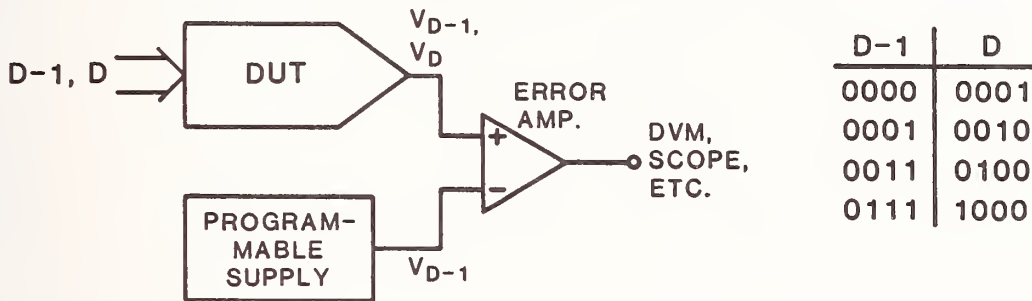 D-1, D
DUT
V_{D-1},
V_D
ERROR
AMP.
+
−
DVM,
SCOPE,
ETC.
PROGRAM-
MABLE
SUPPLY
V_{D-1}
D-1 D
0000 0001
0001 0010
0011 0100
0111 1000